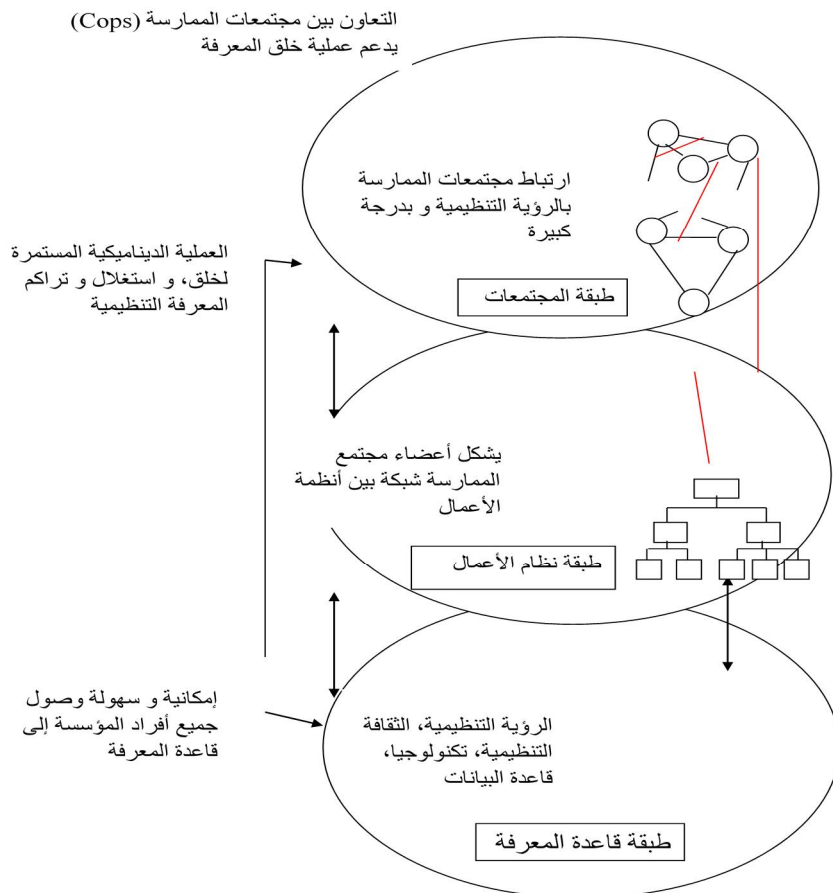 التعاون بين مجتمعات الممارسة (Cops)
يدعم عملية خلق المعرفة
ارتباط مجتمعات الممارسة
بالرؤية التنظيمية و بدرجة
كبيرة
العملية الديناميكية المستمرة
لخلق، و استغلال و تراكم
المعرفة التنظيمية
طبقة المجتمعات
يشكل أعضاء مجتمع
الممارسة شبكة بين أنظمة
الأعمال
طبقة نظام الأعمال
إمكانية و سهولة وصول
جميع أفراد المؤسسة إلى
قاعدة المعرفة
الرؤية التنظيمية، الثقافة
التنظيمية، تكنولوجيا،
قاعدة البيانات
طبقة قاعدة المعرفة